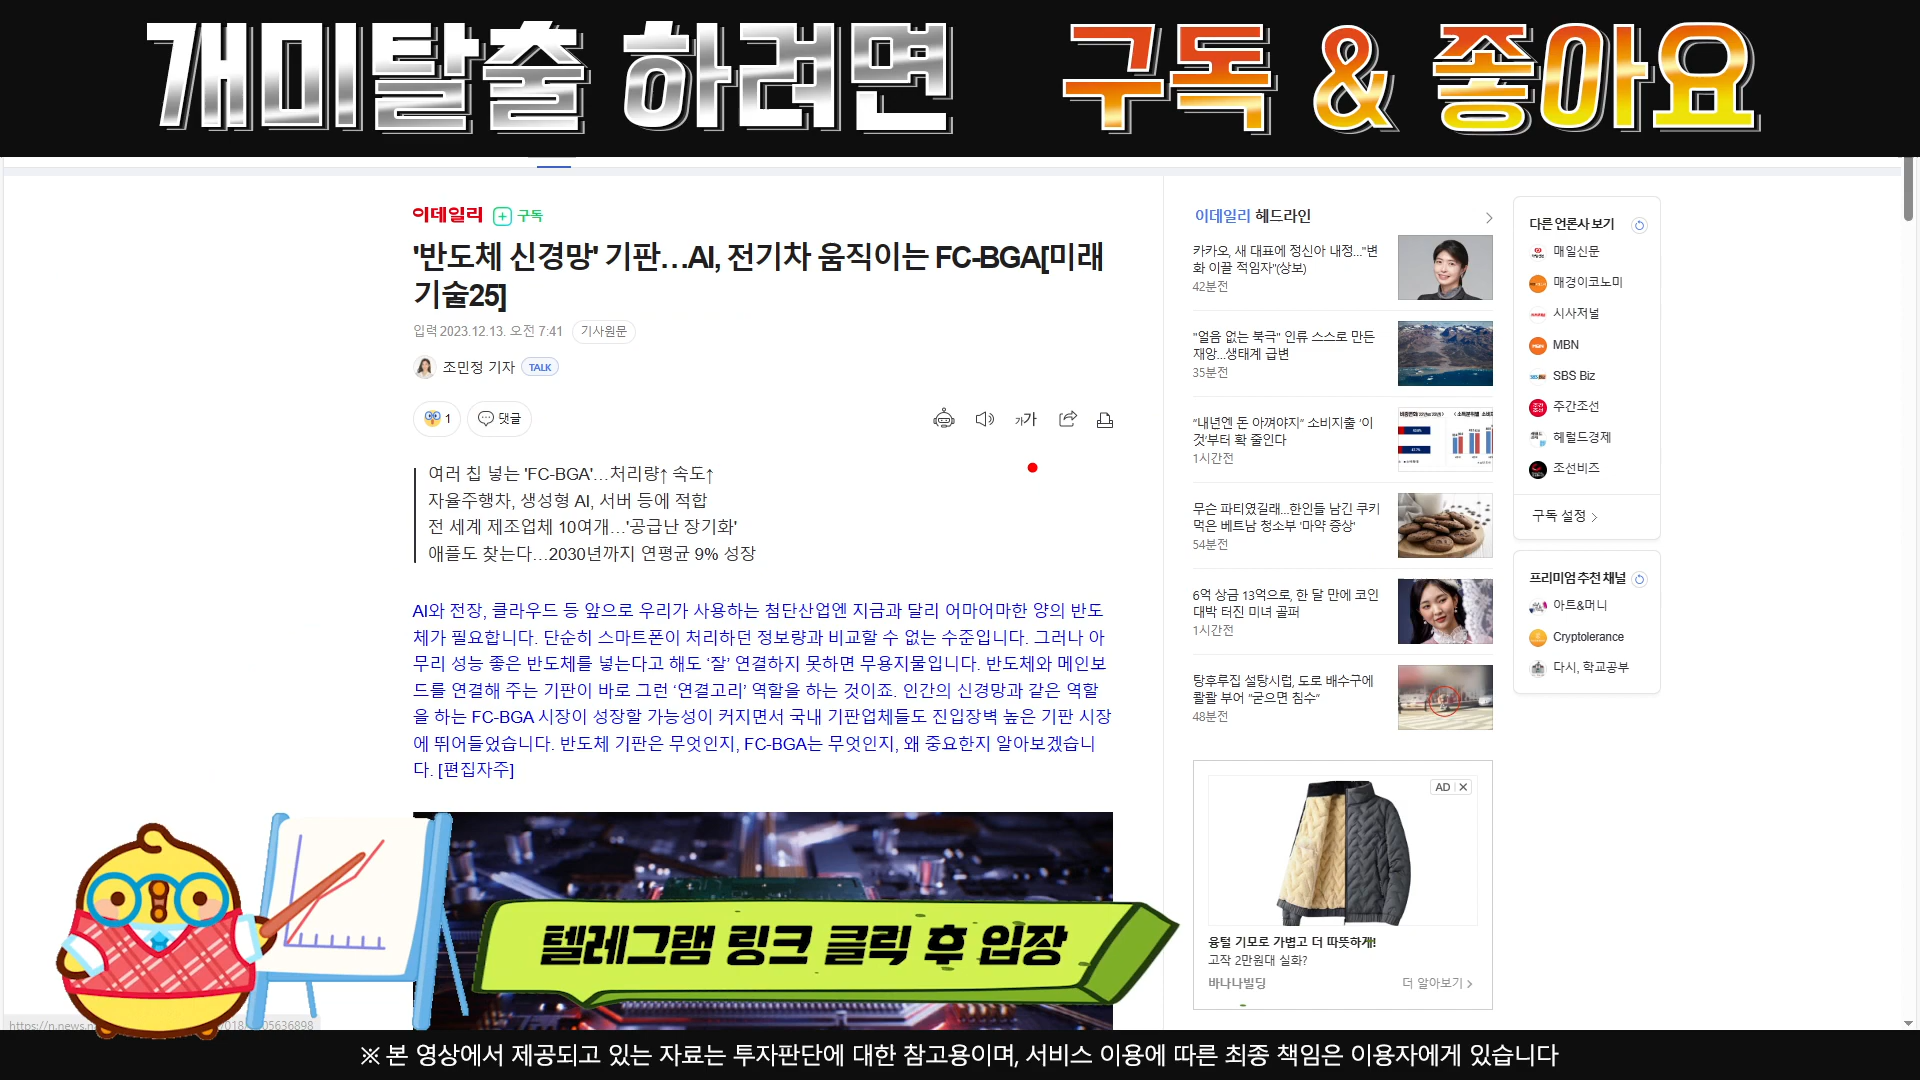 개미탈출 하려면 구독 & 좋아요
이데일리 구독
'반도체 신경망' 기판…AI, 전기차 움직이는 FC-BGA[미래
기술25]
입력 2023.12.13. 오전 7:41 기사원문
조민정 기자 TALK
1 댓글
가가
여러 칩 넣는 'FC-BGA'…처리량↑ 속도↑
자율주행차, 생성형 AI, 서버 등에 적합
전 세계 제조업체 10여개…'공급난 장기화'
애플도 찾는다…2030년까지 연평균 9% 성장
AI와 전장, 클라우드 등 앞으로 우리가 사용하는 첨단산업엔 지금과 달리 어마어마한 양의 반도
체가 필요합니다. 단순히 스마트폰이 처리하던 정보량과 비교할 수 없는 수준입니다. 그러나 아
무리 성능 좋은 반도체를 넣는다고 해도 ‘잘’ 연결하지 못하면 무용지물입니다. 반도체와 메인보
드를 연결해 주는 기판이 바로 그런 ‘연결고리’ 역할을 하는 것이죠. 인간의 신경망과 같은 역할
을 하는 FC-BGA 시장이 성장할 가능성이 커지면서 국내 기판업체들도 진입장벽 높은 기판 시장
에 뛰어들었습니다. 반도체 기판은 무엇인지, FC-BGA는 무엇인지, 왜 중요한지 알아보겠습니
다. [편집자주]
텔레그램 링크 클릭 후 입장
이데일리 헤드라인
카카오, 새 대표에 정신아 내정…"변
화 이끌 적임자"(상보)
42분전
"얼음 없는 북극" 인류 스스로 만든
재앙…생태계 급변
35분전
“내년엔 돈 아껴야지” 소비지출 ‘이
것’부터 확 줄인다
1시간전
무슨 파티였길래…한인들 남긴 쿠키
먹은 베트남 청소부 '마약 증상'
54분전
6억 상금 13억으로, 한 달 만에 코인
대박 터진 미녀 골퍼
1시간전
탕후루집 설탕시럽, 도로 배수구에
콸콸 부어 “굳으면 침수”
48분전
AD
융털 기모로 가볍고 더 따뜻하게!
고작 2만원대 실화?
바나나빌딩 더 알아보기
다른 언론사 보기
매일신문
매경이코노미
시사저널
MBN
SBS Biz
주간조선
헤럴드경제
조선비즈
구독 설정
프리미엄 추천 채널
아트&머니
Cryptolerance
다시, 학교공부
※ 본 영상에서 제공되고 있는 자료는 투자판단에 대한 참고용이며, 서비스 이용에 따른 최종 책임은 이용자에게 있습니다